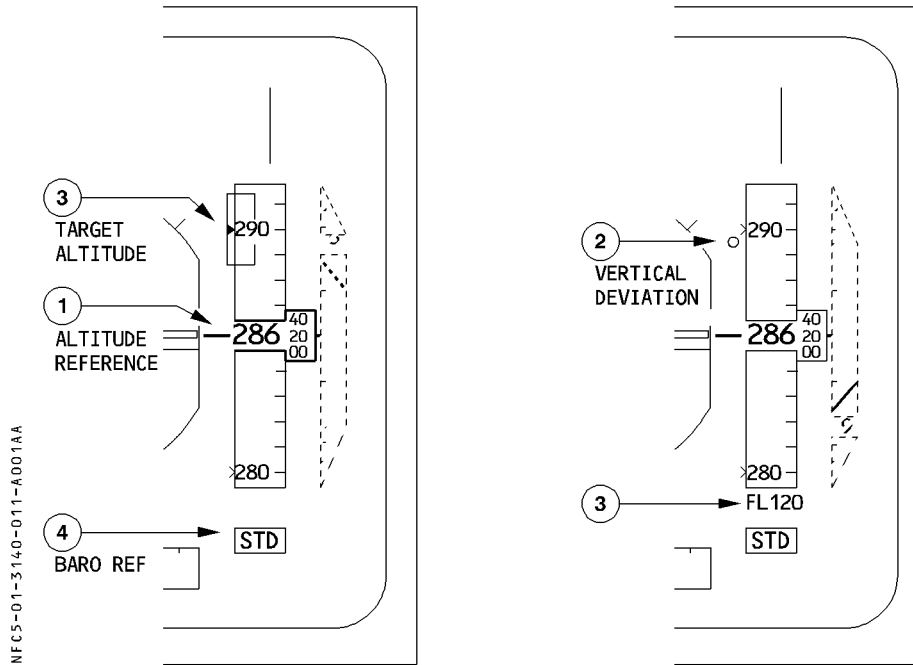 3
TARGET
ALTITUDE
290
1
ALTITUDE
REFERENCE
286
40
20
00
280
4
BARO REF
STD
NFC5-01-3140-011-A001AA
2
VERTICAL
DEVIATION
290
286
40
20
00
280
3
FL120
STD